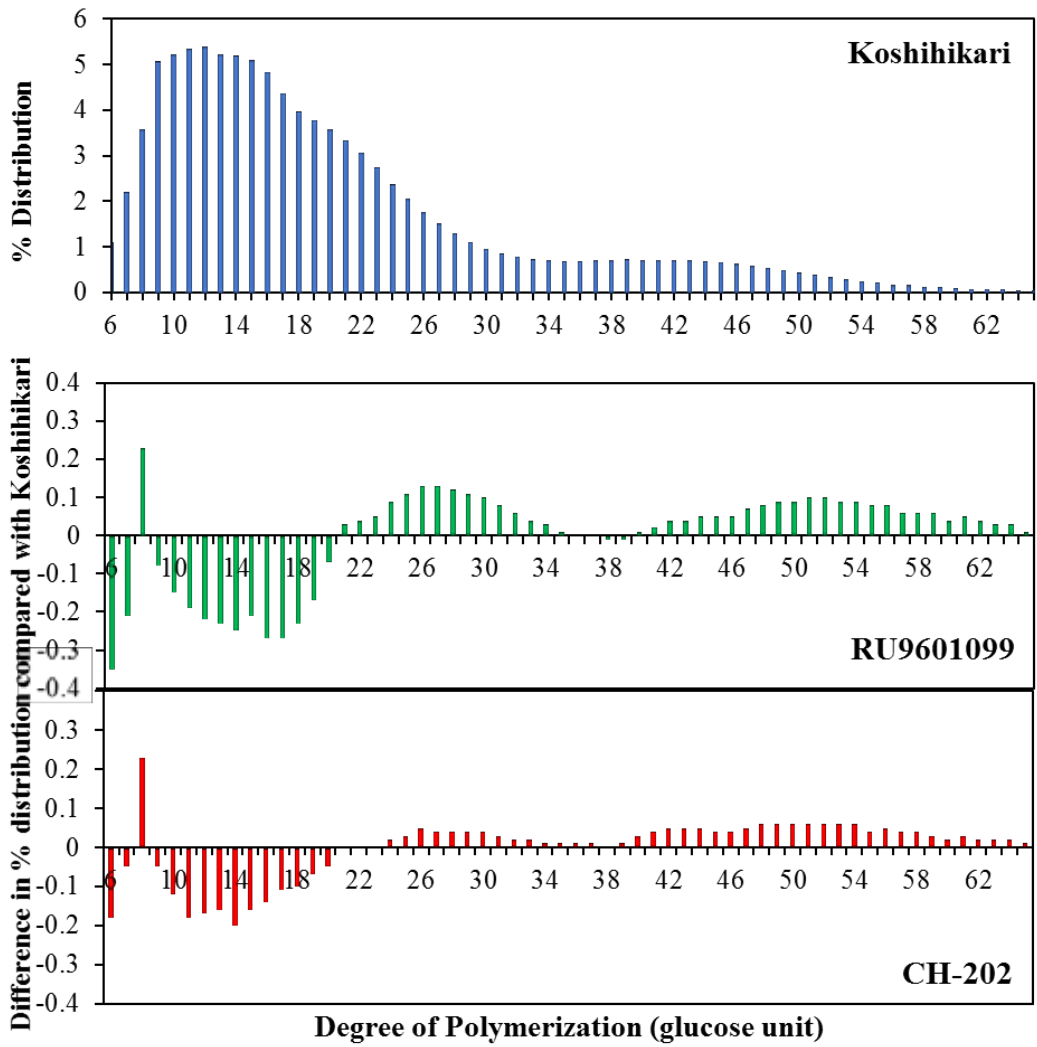 % Distribution
6
5
4
3
2
1
0
Koshihikari
6 10 14 18 22 26 30 34 38 42 46 50 54 58 62
Difference in % distribution compared with Koshihikari
0.4
0.3
0.2
0.1
0
-0.1
-0.2
-0.3
-0.4
6 10 14 18 22 26 30 34 38 42 46 50 54 58 62
RU9601099
0.3
0.2
0.1
0
-0.1
-0.2
-0.3
-0.4
6 10 14 18 22 26 30 34 38 42 46 50 54 58 62
CH-202
Degree of Polymerization (glucose unit)